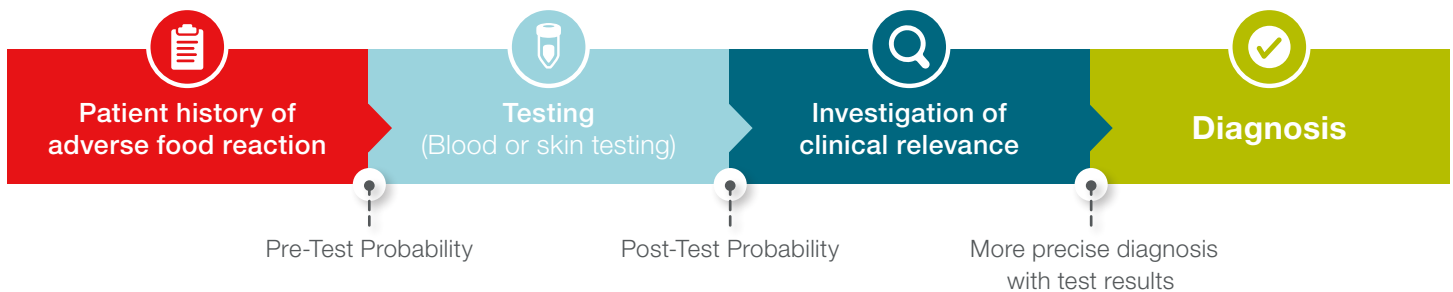 Patient history of
adverse food reaction
Testing
(Blood or skin testing)
Investigation of
clinical relevance
Diagnosis
Pre-Test Probability
Post-Test Probability
More precise diagnosis
with test results